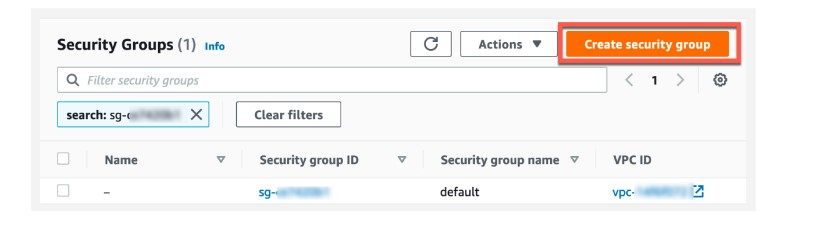 Security Groups (1) Info
Actions
Create security group
Filter security groups
1
search: sg-
Clear filters
Name Security group ID Security group name VPC ID
– sg- default vpc-